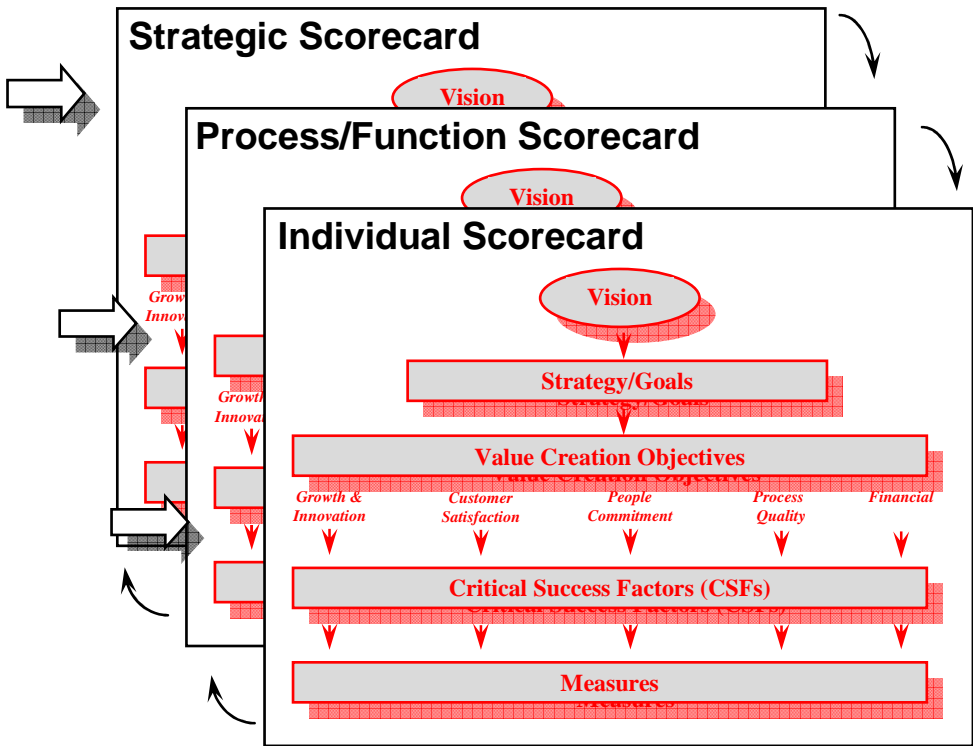 Strategic Scorecard
Vision
Process/Function Scorecard
Vision
Individual Scorecard
Vision
Strategy/Goals
Value Creation Objectives
Growth &
Innovation
Customer
Satisfaction
People
Commitment
Process
Quality
Financial
Critical Success Factors (CSFs)
Measures